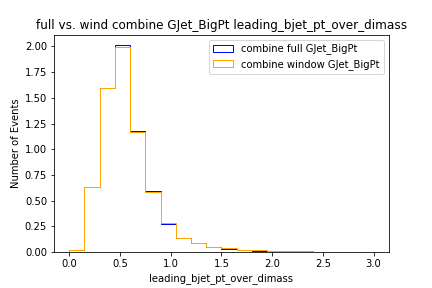 full vs. wind combine GJet_BigPt leading_bjet_pt_over_dimass
combine full GJet_BigPt
combine window GJet_BigPt
Number of Events
2.00
1.75
1.50
1.25
1.00
0.75
0.50
0.25
0.00
0.0 0.5 1.0 1.5 2.0 2.5 3.0
leading_bjet_pt_over_dimass